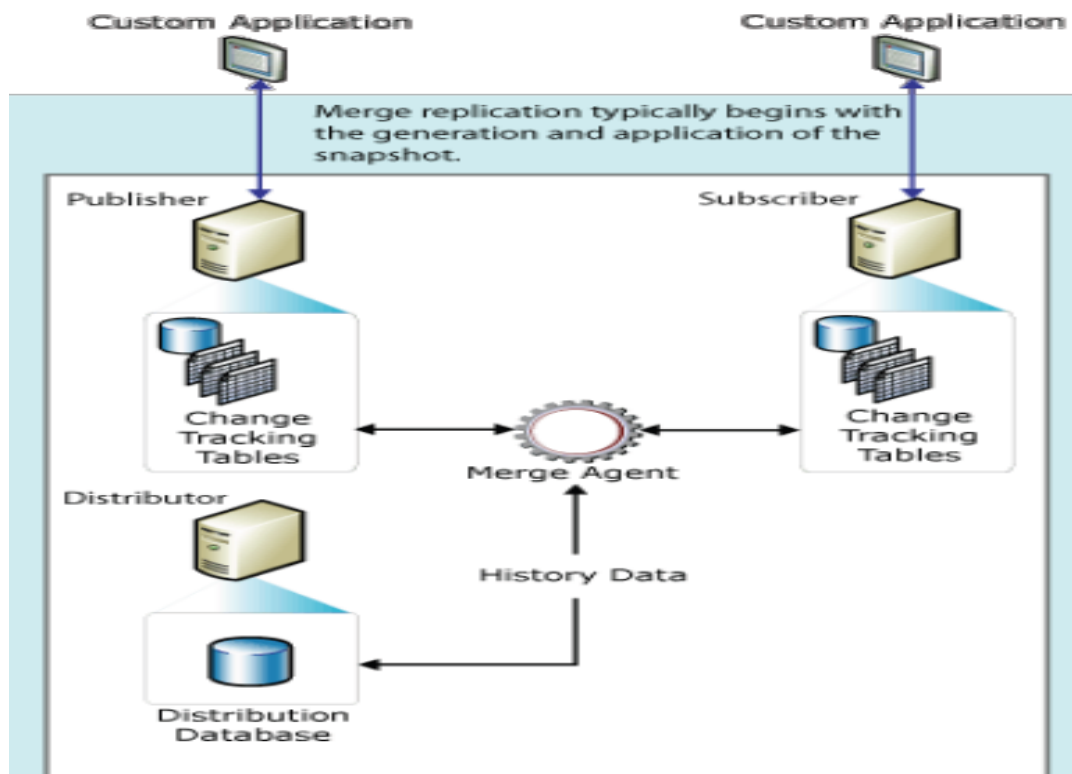 Custom Application
Custom Application
Merge replication typically begins with
the generation and application of the
snapshot.
Publisher
Subscriber
Change
Tracking
Tables
Merge Agent
Change
Tracking
Tables
Distributor
History Data
Distribution
Database